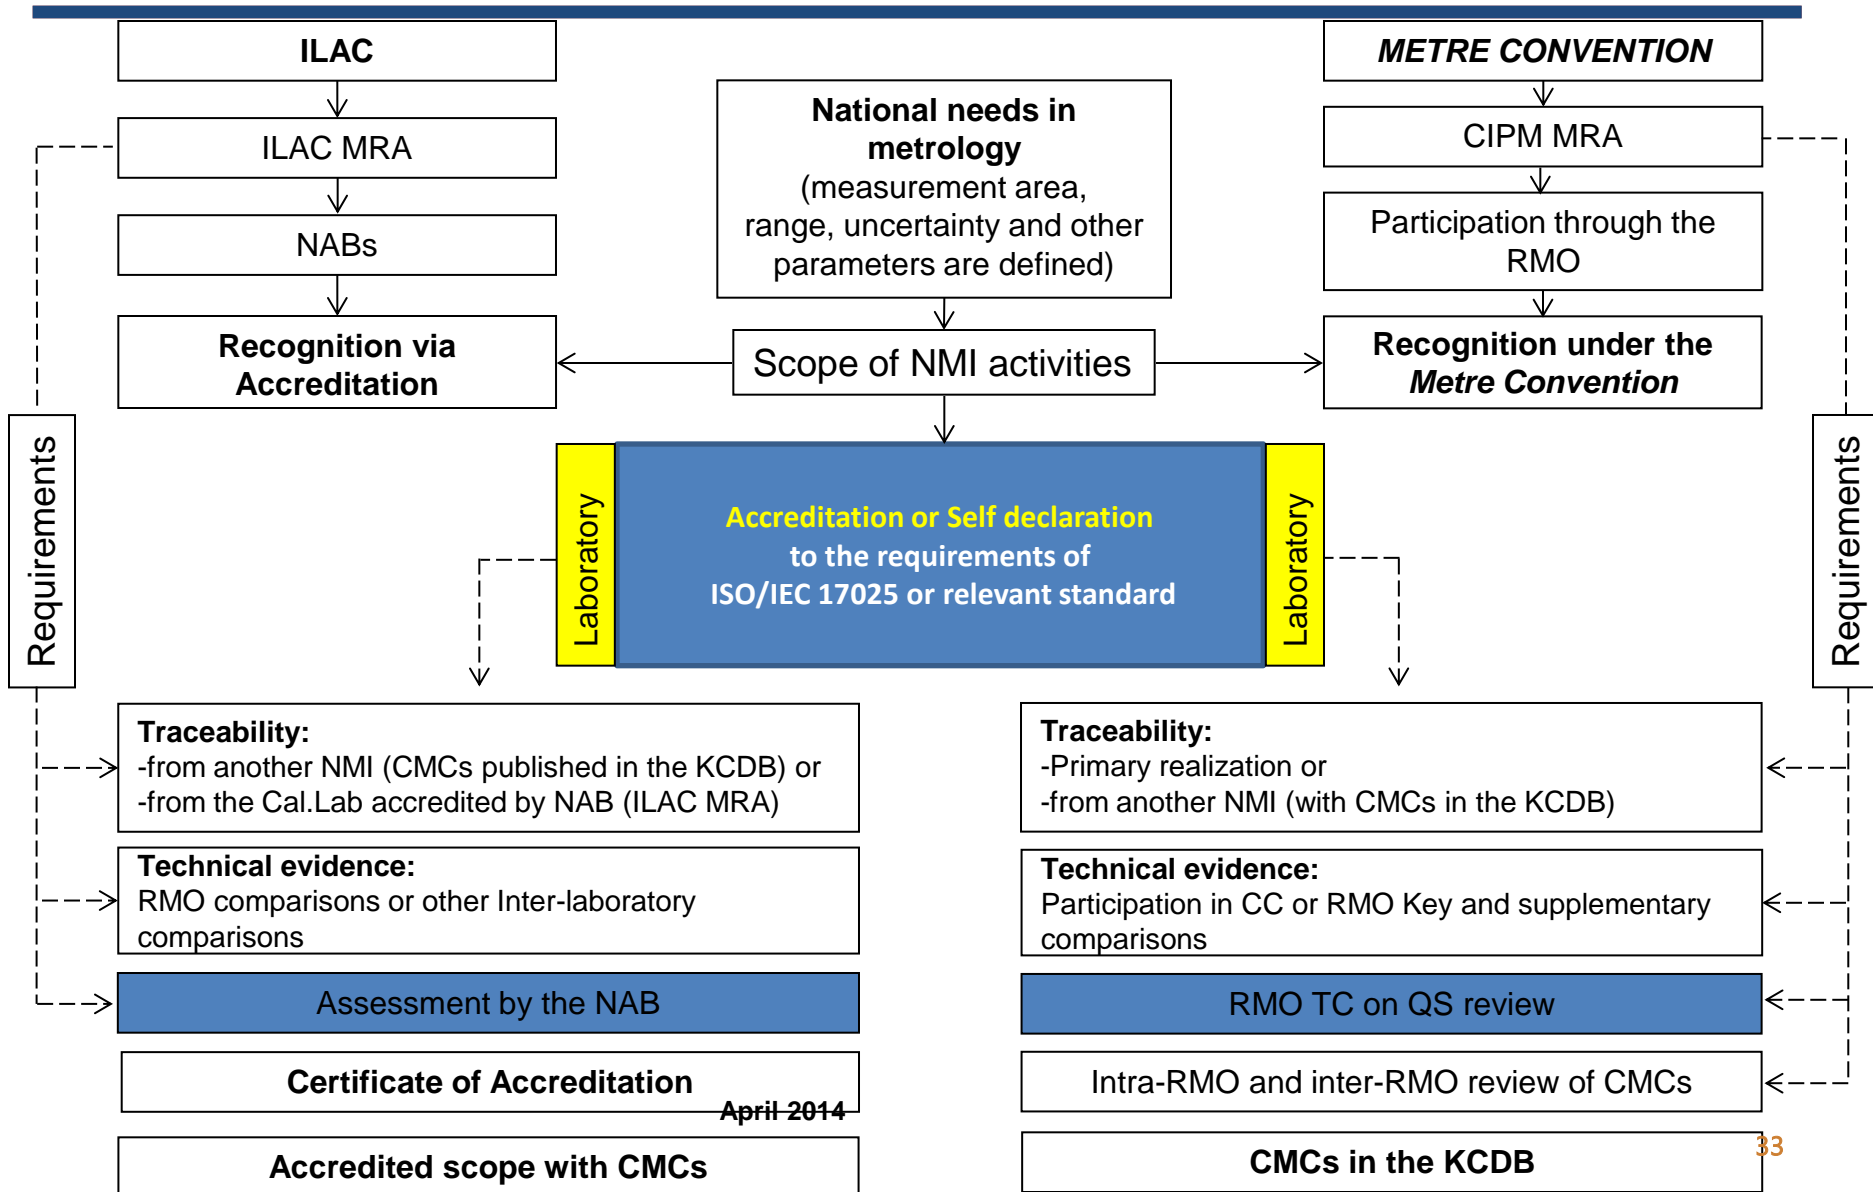 ILAC
ILAC MRA
NABs
Recognition via
Accreditation
National needs in
metrology
(measurement area,
range, uncertainty and other
parameters are defined)
Scope of NMI activities
METRE CONVENTION
CIPM MRA
Participation through the
RMO
Recognition under the
Metre Convention
Requirements
Laboratory
Accreditation or Self declaration
to the requirements of
ISO/IEC 17025 or relevant standard
Laboratory
Requirements
Traceability:
-from another NMI (CMCs published in the KCDB) or
-from the Cal.Lab accredited by NAB (ILAC MRA)
Technical evidence:
RMO comparisons or other Inter-laboratory
comparisons
Assessment by the NAB
Certificate of Accreditation
April 2014
Accredited scope with CMCs
Traceability:
-Primary realization or
-from another NMI (with CMCs in the KCDB)
Technical evidence:
Participation in CC or RMO Key and supplementary
comparisons
RMO TC on QS review
Intra-RMO and inter-RMO review of CMCs
CMCs in the KCDB
33